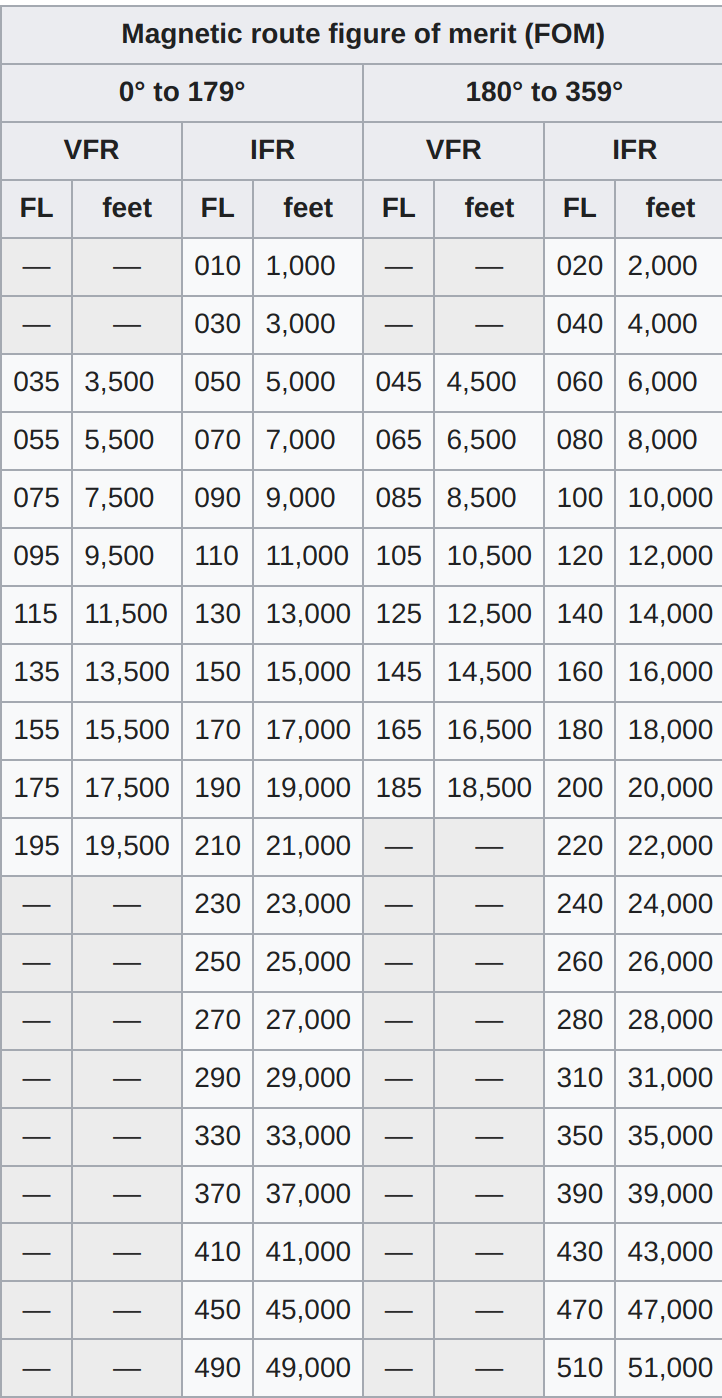 Magnetic route figure of merit (FOM)
0° to 179° 180° to 359°
VFR IFR VFR IFR
FL feet FL feet FL feet FL feet
— — 010 1,000 — — 020 2,000
— — 030 3,000 — — 040 4,000
035 3,500 050 5,000 045 4,500 060 6,000
055 5,500 070 7,000 065 6,500 080 8,000
075 7,500 090 9,000 085 8,500 100 10,000
095 9,500 110 11,000 105 10,500 120 12,000
115 11,500 130 13,000 125 12,500 140 14,000
135 13,500 150 15,000 145 14,500 160 16,000
155 15,500 170 17,000 165 16,500 180 18,000
175 17,500 190 19,000 185 18,500 200 20,000
195 19,500 210 21,000 — — 220 22,000
— — 230 23,000 — — 240 24,000
— — 250 25,000 — — 260 26,000
— — 270 27,000 — — 280 28,000
— — 290 29,000 — — 310 31,000
— — 330 33,000 — — 350 35,000
— — 370 37,000 — — 390 39,000
— — 410 41,000 — — 430 43,000
— — 450 45,000 — — 470 47,000
— — 490 49,000 — — 510 51,000